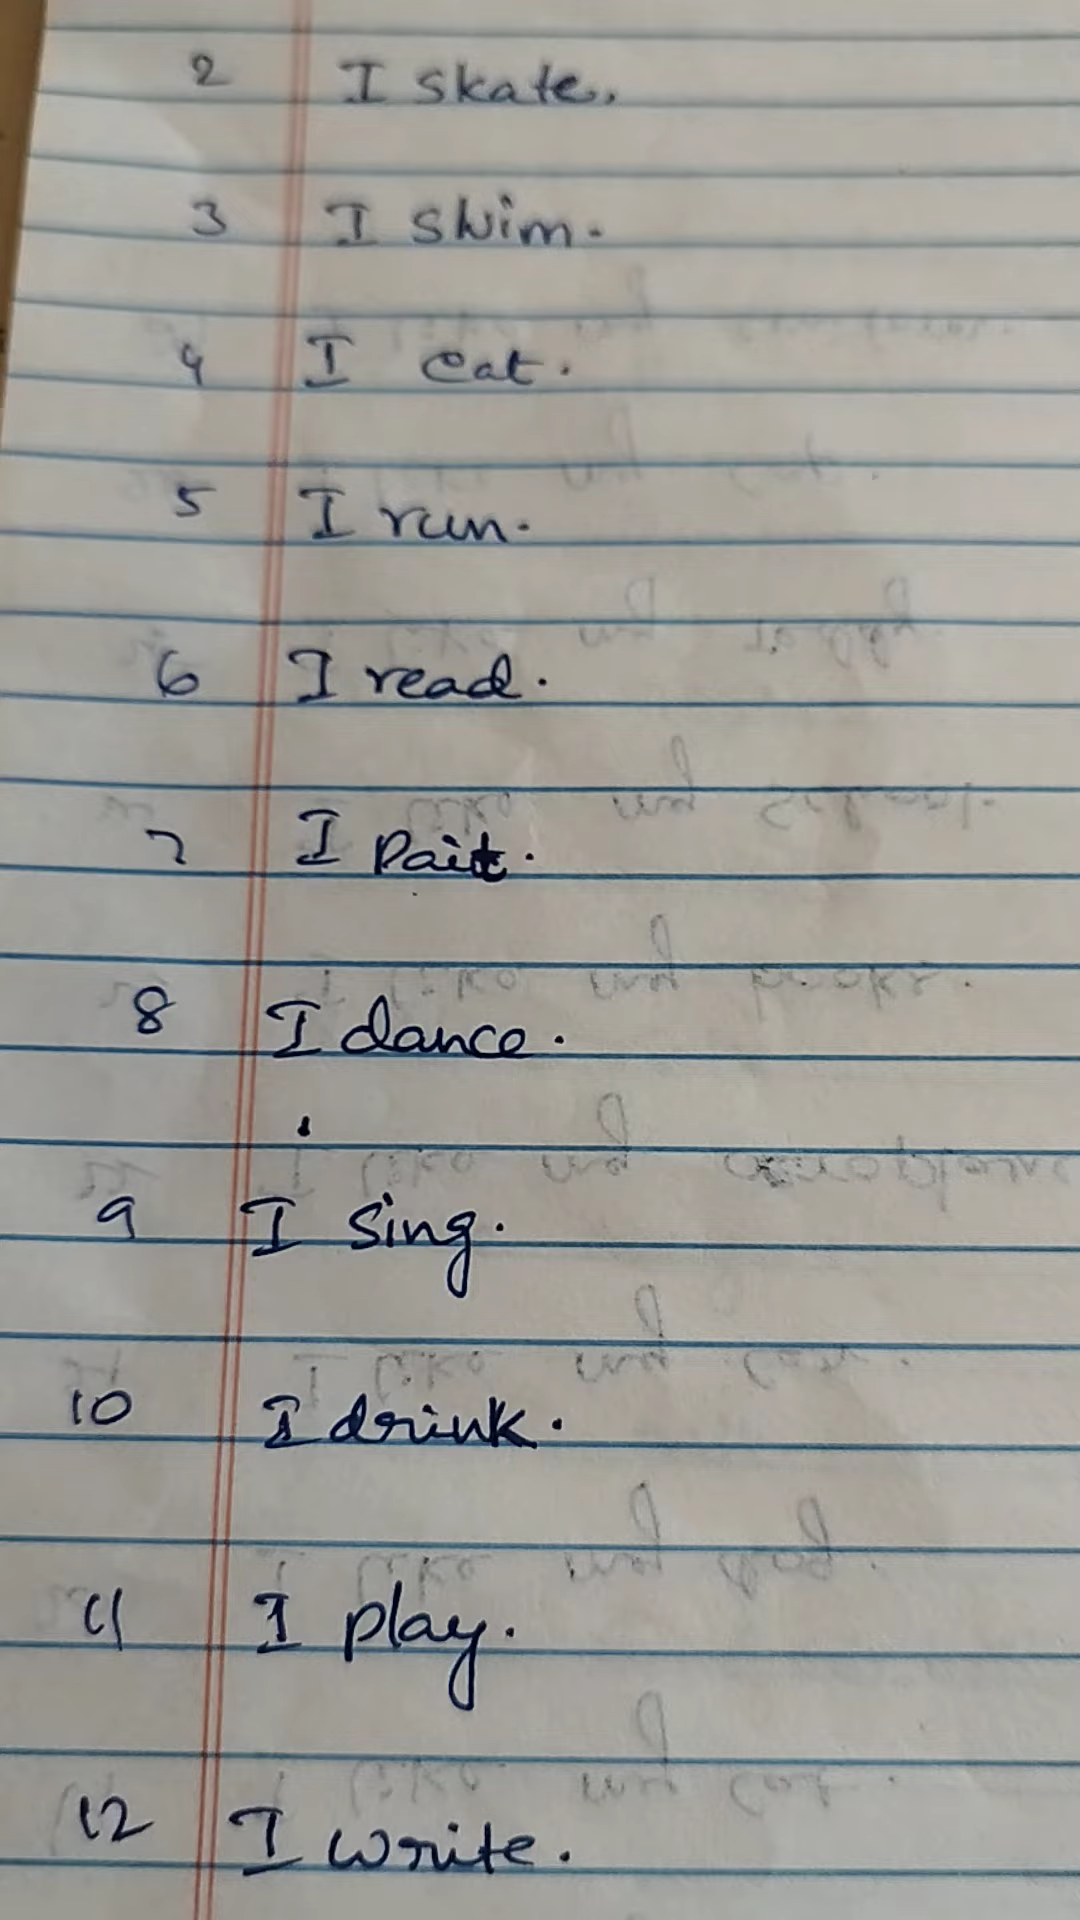 2 I skate.
3 I swim.
4 I eat.
5 I run.
6 I read.
7 I Pait.
8 I dance.
9 I sing.
10 I drink.
11 I play.
12 I write.